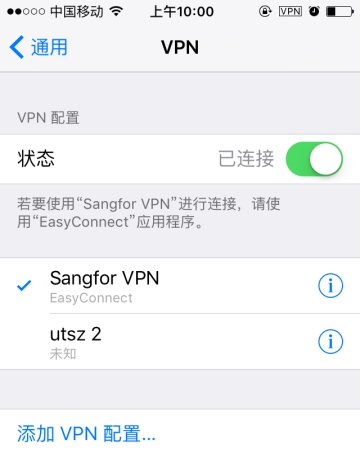 中国移动 上午10:00 VPN
通用 VPN
VPN 配置
状态 已连接
若要使用“Sangfor VPN”进行连接，请使
用“EasyConnect”应用程序。
Sangfor VPN
EasyConnect
utsz 2
未知
添加 VPN 配置...